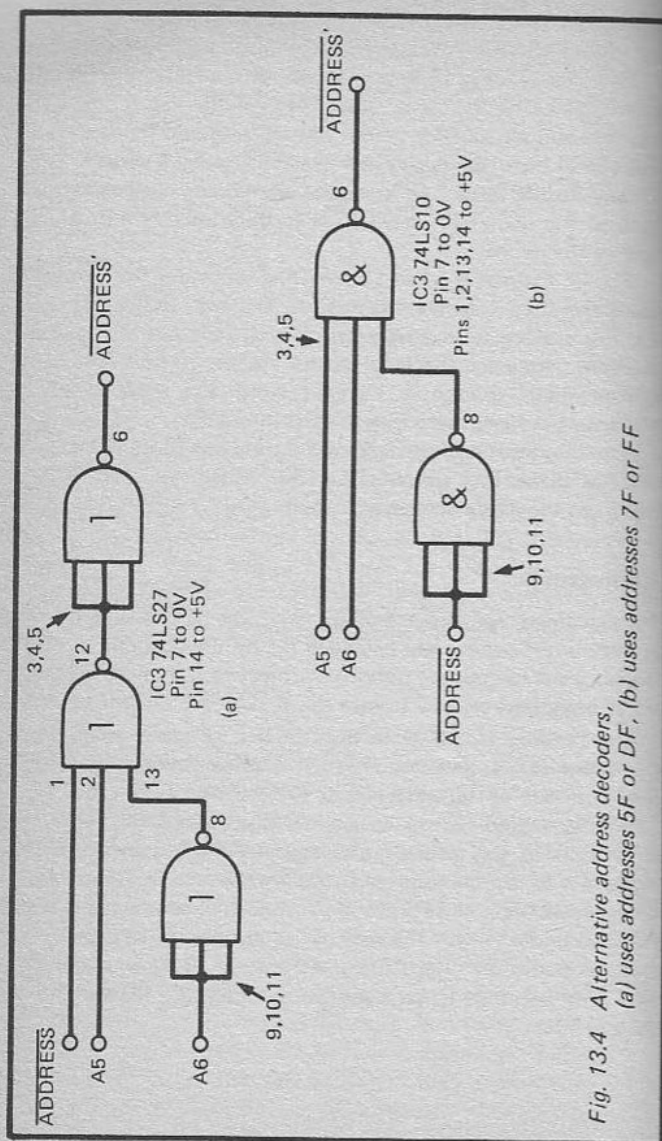 ADDRESS
A5
A6
1
2
13
9,10,11
1
8
1
12
3,4,5
1
6
ADDRESS'
IC3 74LS27
Pin 7 to 0V
Pin 14 to +5V
(a)
A5
A6
ADDRESS
9,10,11
&
8
3,4,5
&
6
ADDRESS'
IC3 74LS10
Pin 7 to 0V
Pins 1,2,13,14 to +5V
(b)
Fig. 13.4 Alternative address decoders,
(a) uses addresses 5F or DF, (b) uses addresses 7F or FF